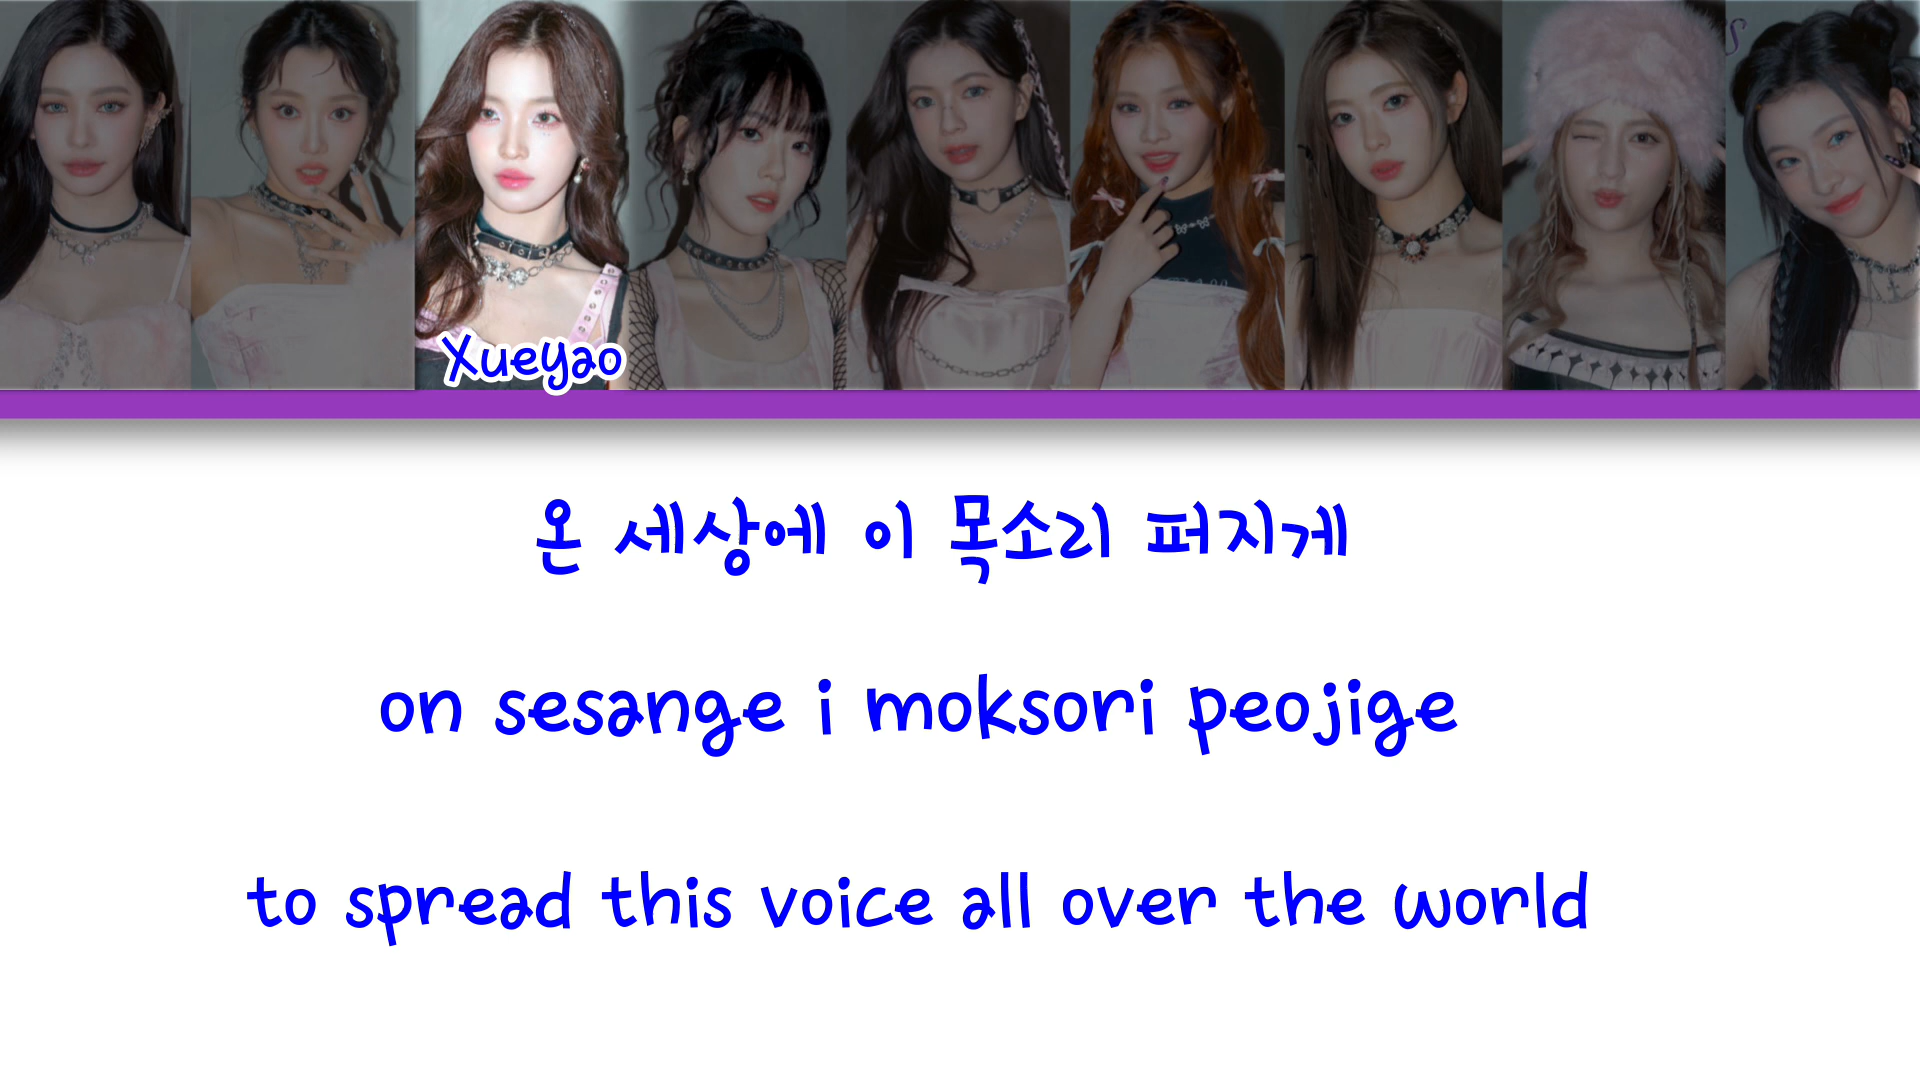 Xueyao
온 세상에 이 목소리 퍼지게
on sesange i moksori peojige
to spread this voice all over the world